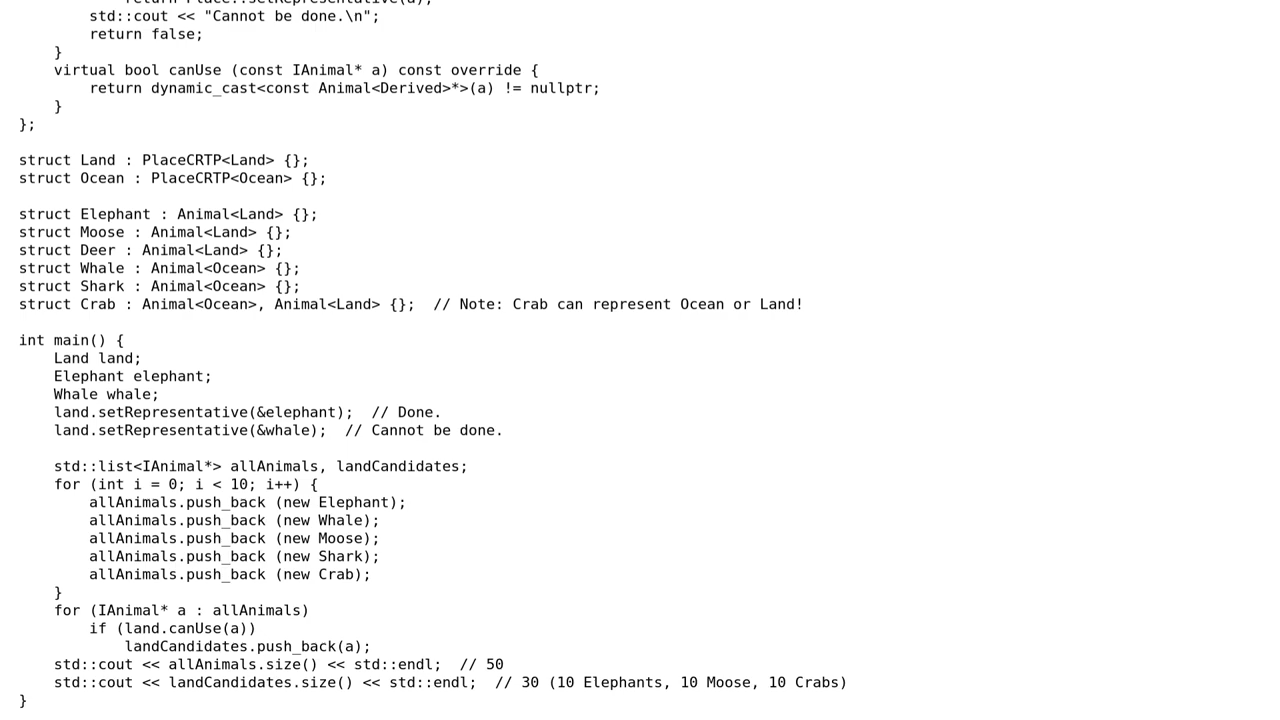 return Place::setRepresentative(a);
        std::cout << "Cannot be done.\n";
        return false;
    }
    virtual bool canUse (const IAnimal* a) const override {
        return dynamic_cast<const Animal<Derived>*>(a) != nullptr;
    }
};

struct Land : PlaceCRTP<Land> {};
struct Ocean : PlaceCRTP<Ocean> {};

struct Elephant : Animal<Land> {};
struct Moose : Animal<Land> {};
struct Deer : Animal<Land> {};
struct Whale : Animal<Ocean> {};
struct Shark : Animal<Ocean> {};
struct Crab : Animal<Ocean>, Animal<Land> {};  // Note: Crab can represent Ocean or Land!

int main() {
    Land land;
    Elephant elephant;
    Whale whale;
    land.setRepresentative(&elephant);  // Done.
    land.setRepresentative(&whale);  // Cannot be done.

    std::list<IAnimal*> allAnimals, landCandidates;
    for (int i = 0; i < 10; i++) {
        allAnimals.push_back (new Elephant);
        allAnimals.push_back (new Whale);
        allAnimals.push_back (new Moose);
        allAnimals.push_back (new Shark);
        allAnimals.push_back (new Crab);
    }
    for (IAnimal* a : allAnimals)
        if (land.canUse(a))
            landCandidates.push_back(a);
    std::cout << allAnimals.size() << std::endl;  // 50
    std::cout << landCandidates.size() << std::endl;  // 30 (10 Elephants, 10 Moose, 10 Crabs)
}